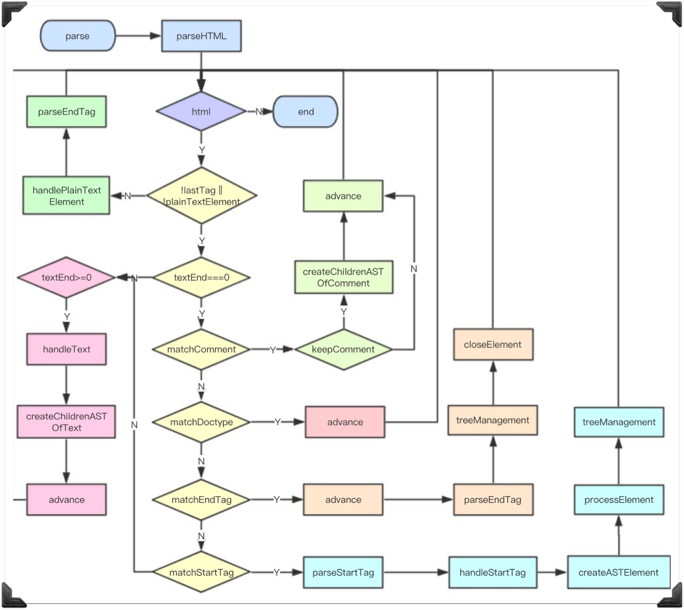 parse
parseHTML
html
N
end
parseEndTag
Y
handlePlainText
Element
N
!lastTag ||
!plainTextElement
advance
Y
N
textEnd>=0
N
textEnd===0
createChildrenAST
OfComment
Y
Y
Y
handleText
matchComment
Y
keepComment
closeElement
N
createChildrenAST
OfText
N
matchDoctype
Y
advance
treeManagement
treeManagement
N
advance
matchEndTag
Y
advance
parseEndTag
processElement
N
matchStartTag
Y
parseStartTag
handleStartTag
createASTElement